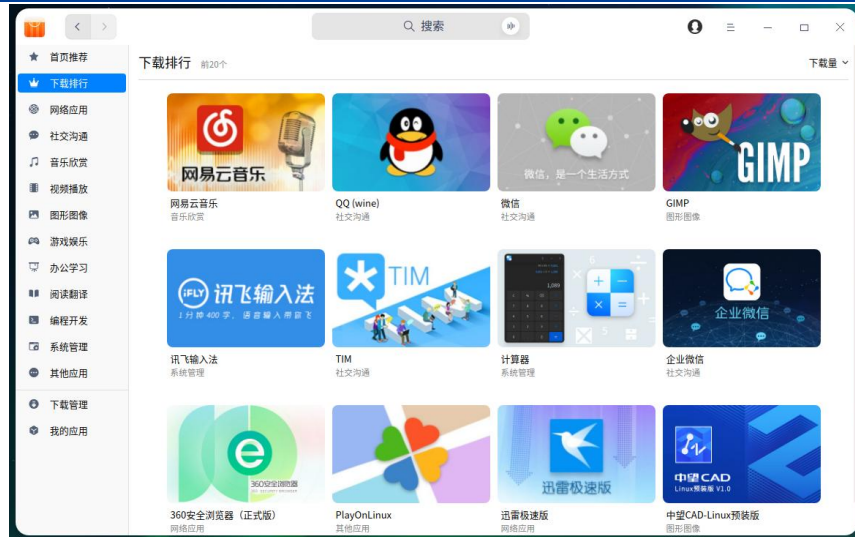 搜索
首页推荐
下载排行
网络应用
社交沟通
音乐欣赏
视频播放
图形图像
游戏娱乐
办公学习
阅读翻译
编程开发
系统管理
其他应用
下载管理
我的应用
下载排行 前20个
下载量
网易云音乐
网易云音乐
音乐欣赏
QQ (wine)
社交沟通
微信，是一个生活方式
微信
社交沟通
GIMP
GIMP
图形图像
iFLY 讯飞输入法
1分钟400字，语音输入用讯飞
讯飞输入法
系统管理
TIM
TIM
社交沟通
计算器
系统管理
企业微信
企业微信
社交沟通
360安全浏览器
360安全浏览器（正式版）
网络应用
PlayOnLinux
其他应用
迅雷极速版
迅雷极速版
网络应用
中望CAD
Linux预装版 V1.0
中望CAD-Linux预装版
图形图像